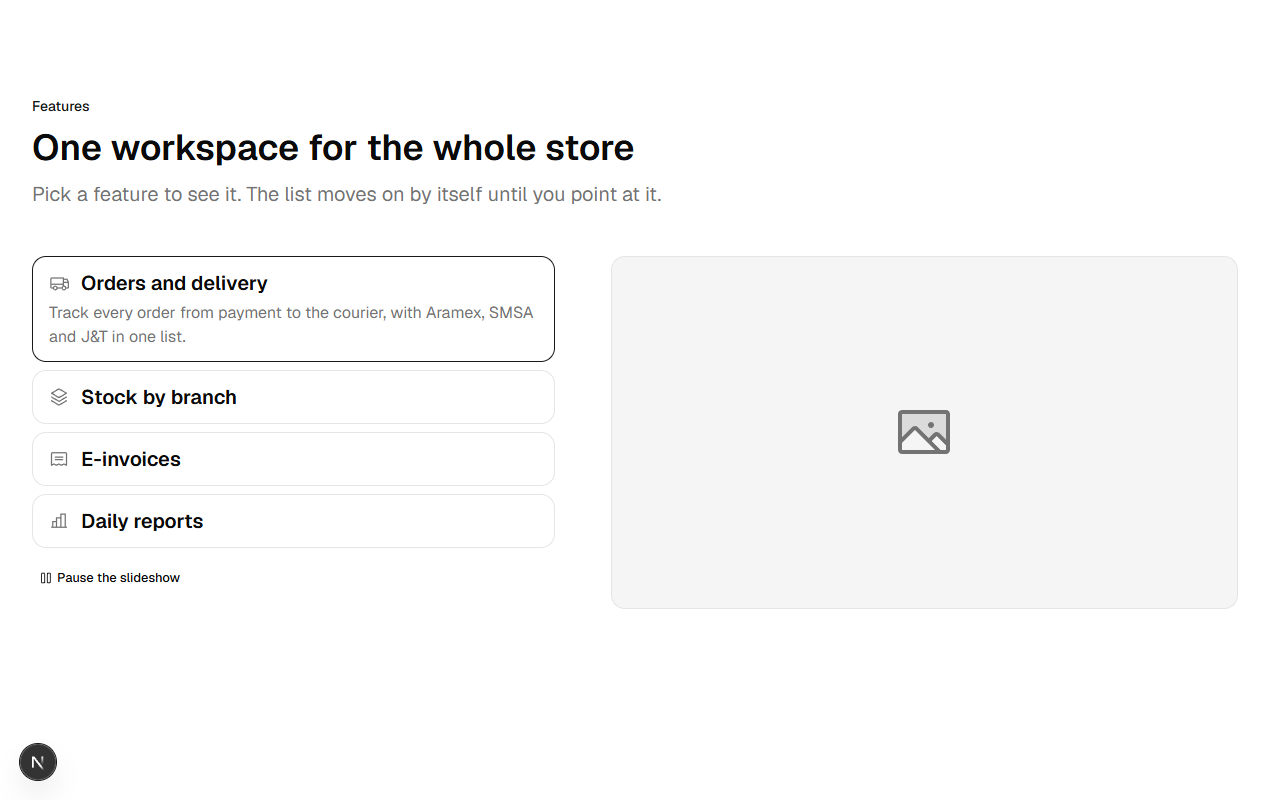 Features
One workspace for the whole store
Pick a feature to see it. The list moves on by itself until you point at it.
Orders and delivery
Track every order from payment to the courier, with Aramex, SMSA
and J&T in one list.
Stock by branch
E-invoices
Daily reports
Pause the slideshow
N